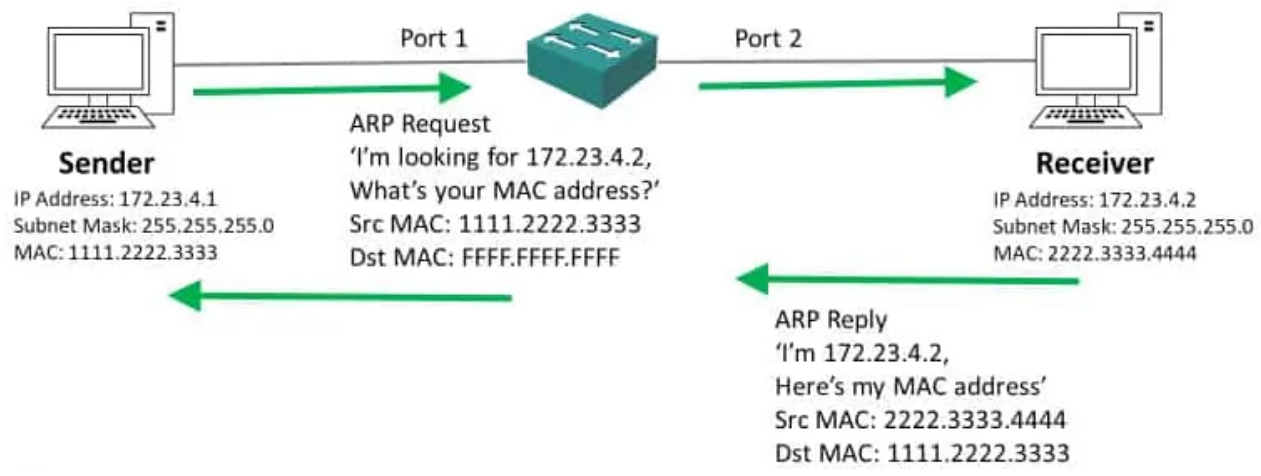 Port 1
Port 2
ARP Request
‘I’m looking for 172.23.4.2,
What’s your MAC address?’
Src MAC: 1111.2222.3333
Dst MAC: FFFF.FFFF.FFFF
Sender
IP Address: 172.23.4.1
Subnet Mask: 255.255.255.0
MAC: 1111.2222.3333
Receiver
IP Address: 172.23.4.2
Subnet Mask: 255.255.255.0
MAC: 2222.3333.4444
ARP Reply
‘I’m 172.23.4.2,
Here’s my MAC address’
Src MAC: 2222.3333.4444
Dst MAC: 1111.2222.3333